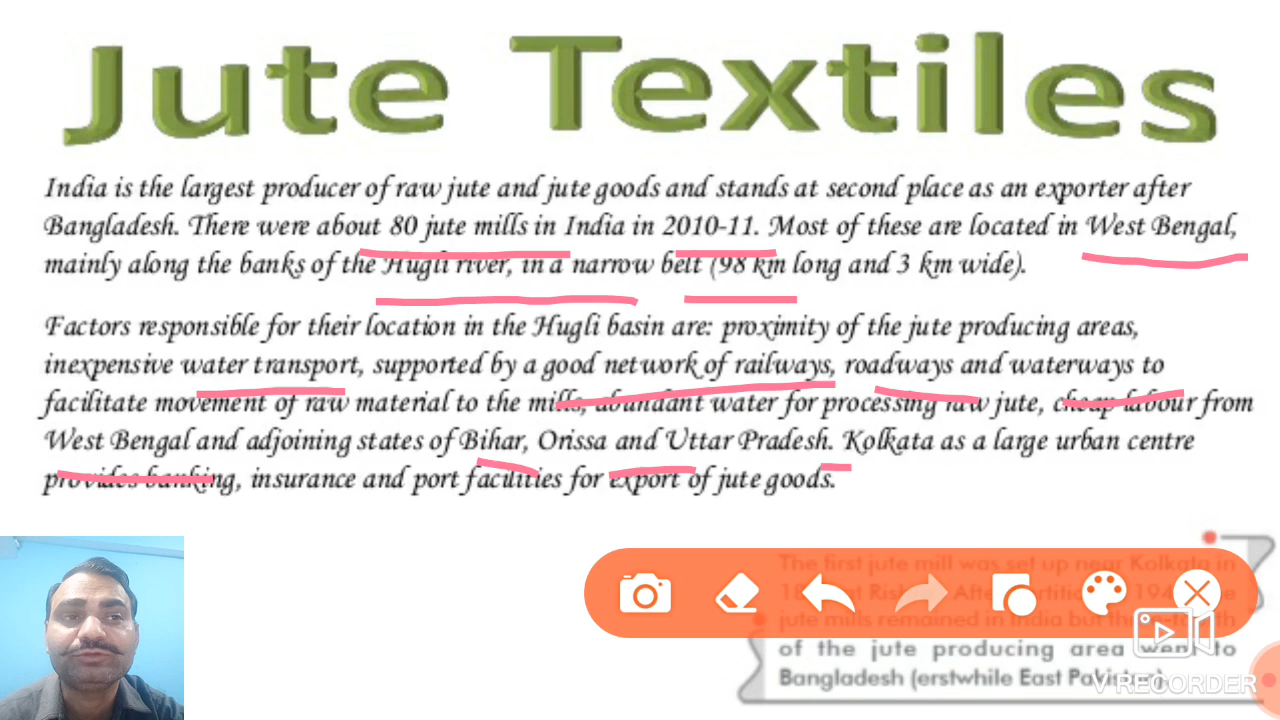 Jute Textiles
India is the largest producer of raw jute and jute goods and stands at second place as an exporter after
Bangladesh. There were about 80 jute mills in India in 2010-11. Most of these are located in West Bengal,
mainly along the banks of the Hugli river, in a narrow belt (98 km long and 3 km wide).
Factors responsible for their location in the Hugli basin are: proximity of the jute producing areas,
inexpensive water transport, supported by a good network of railways, roadways and waterways to
facilitate movement of raw material to the mills, abundant water for processing raw jute, cheap labour from
West Bengal and adjoining states of Bihar, Orissa and Uttar Pradesh. Kolkata as a large urban centre
provides banking, insurance and port facilities for export of jute goods.
The first jute mill was set up near Kolkata in
jute mills remained in India but
of the jute producing area went to
Bangladesh (erstwhile East Pakistan).
V RECORDER